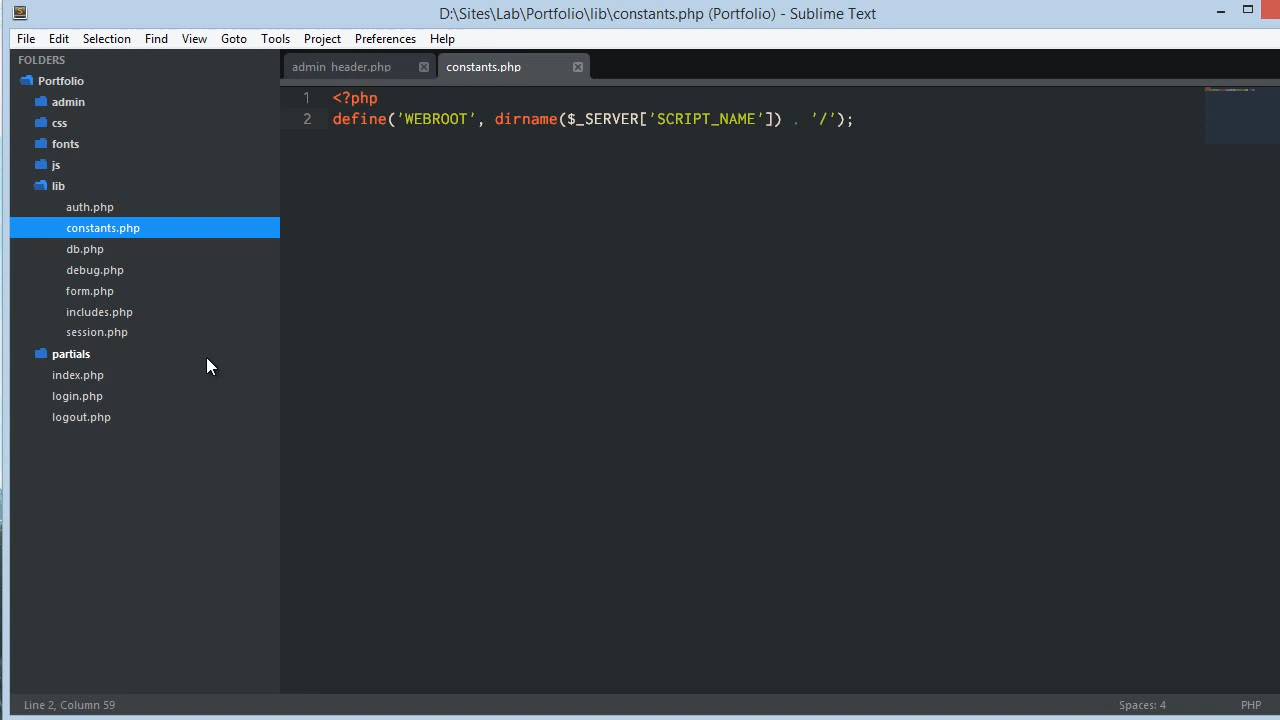 D:\Sites\Lab\Portfolio\lib\constants.php (Portfolio) - Sublime Text
File Edit Selection Find View Goto Tools Project Preferences Help
FOLDERS
Portfolio
admin
css
fonts
js
lib
auth.php
constants.php
db.php
debug.php
form.php
includes.php
session.php
partials
index.php
login.php
logout.php
admin_header.php constants.php
1 <?php
2 define('WEBROOT', dirname($_SERVER['SCRIPT_NAME']) . '/');
Line 2, Column 59 Spaces: 4 PHP